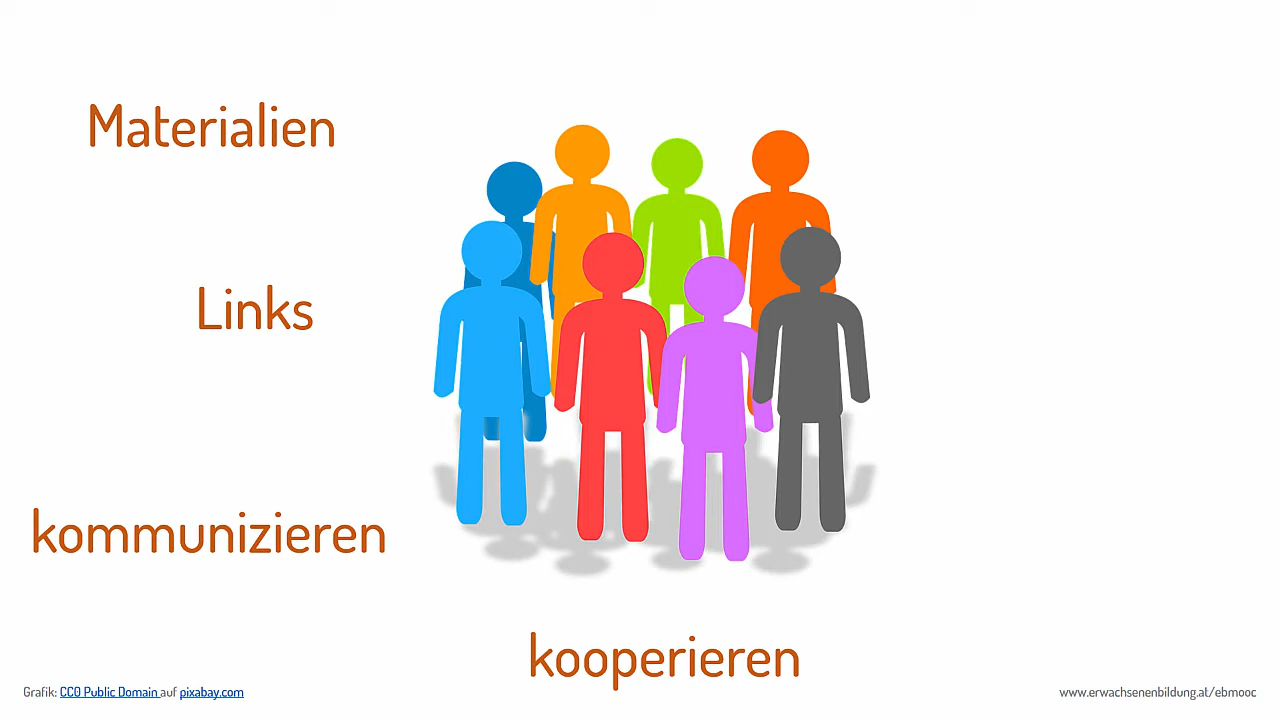 Materialien
Links
kommunizieren
kooperieren
Grafik: CC0 Public Domain auf pixabay.com
www.erwachsenenbildung.at/ebmooc